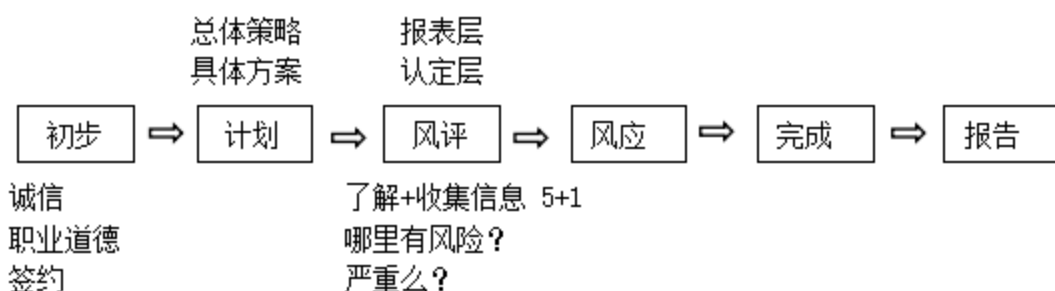 总体策略 报表层
具体方案 认定层
初步 ⇨ 计划 ⇨ 风评 ⇨ 风应 ⇨ 完成 ⇨ 报告
诚信 了解+收集信息 5+1
职业道德 哪里有风险？
签约 严重么？